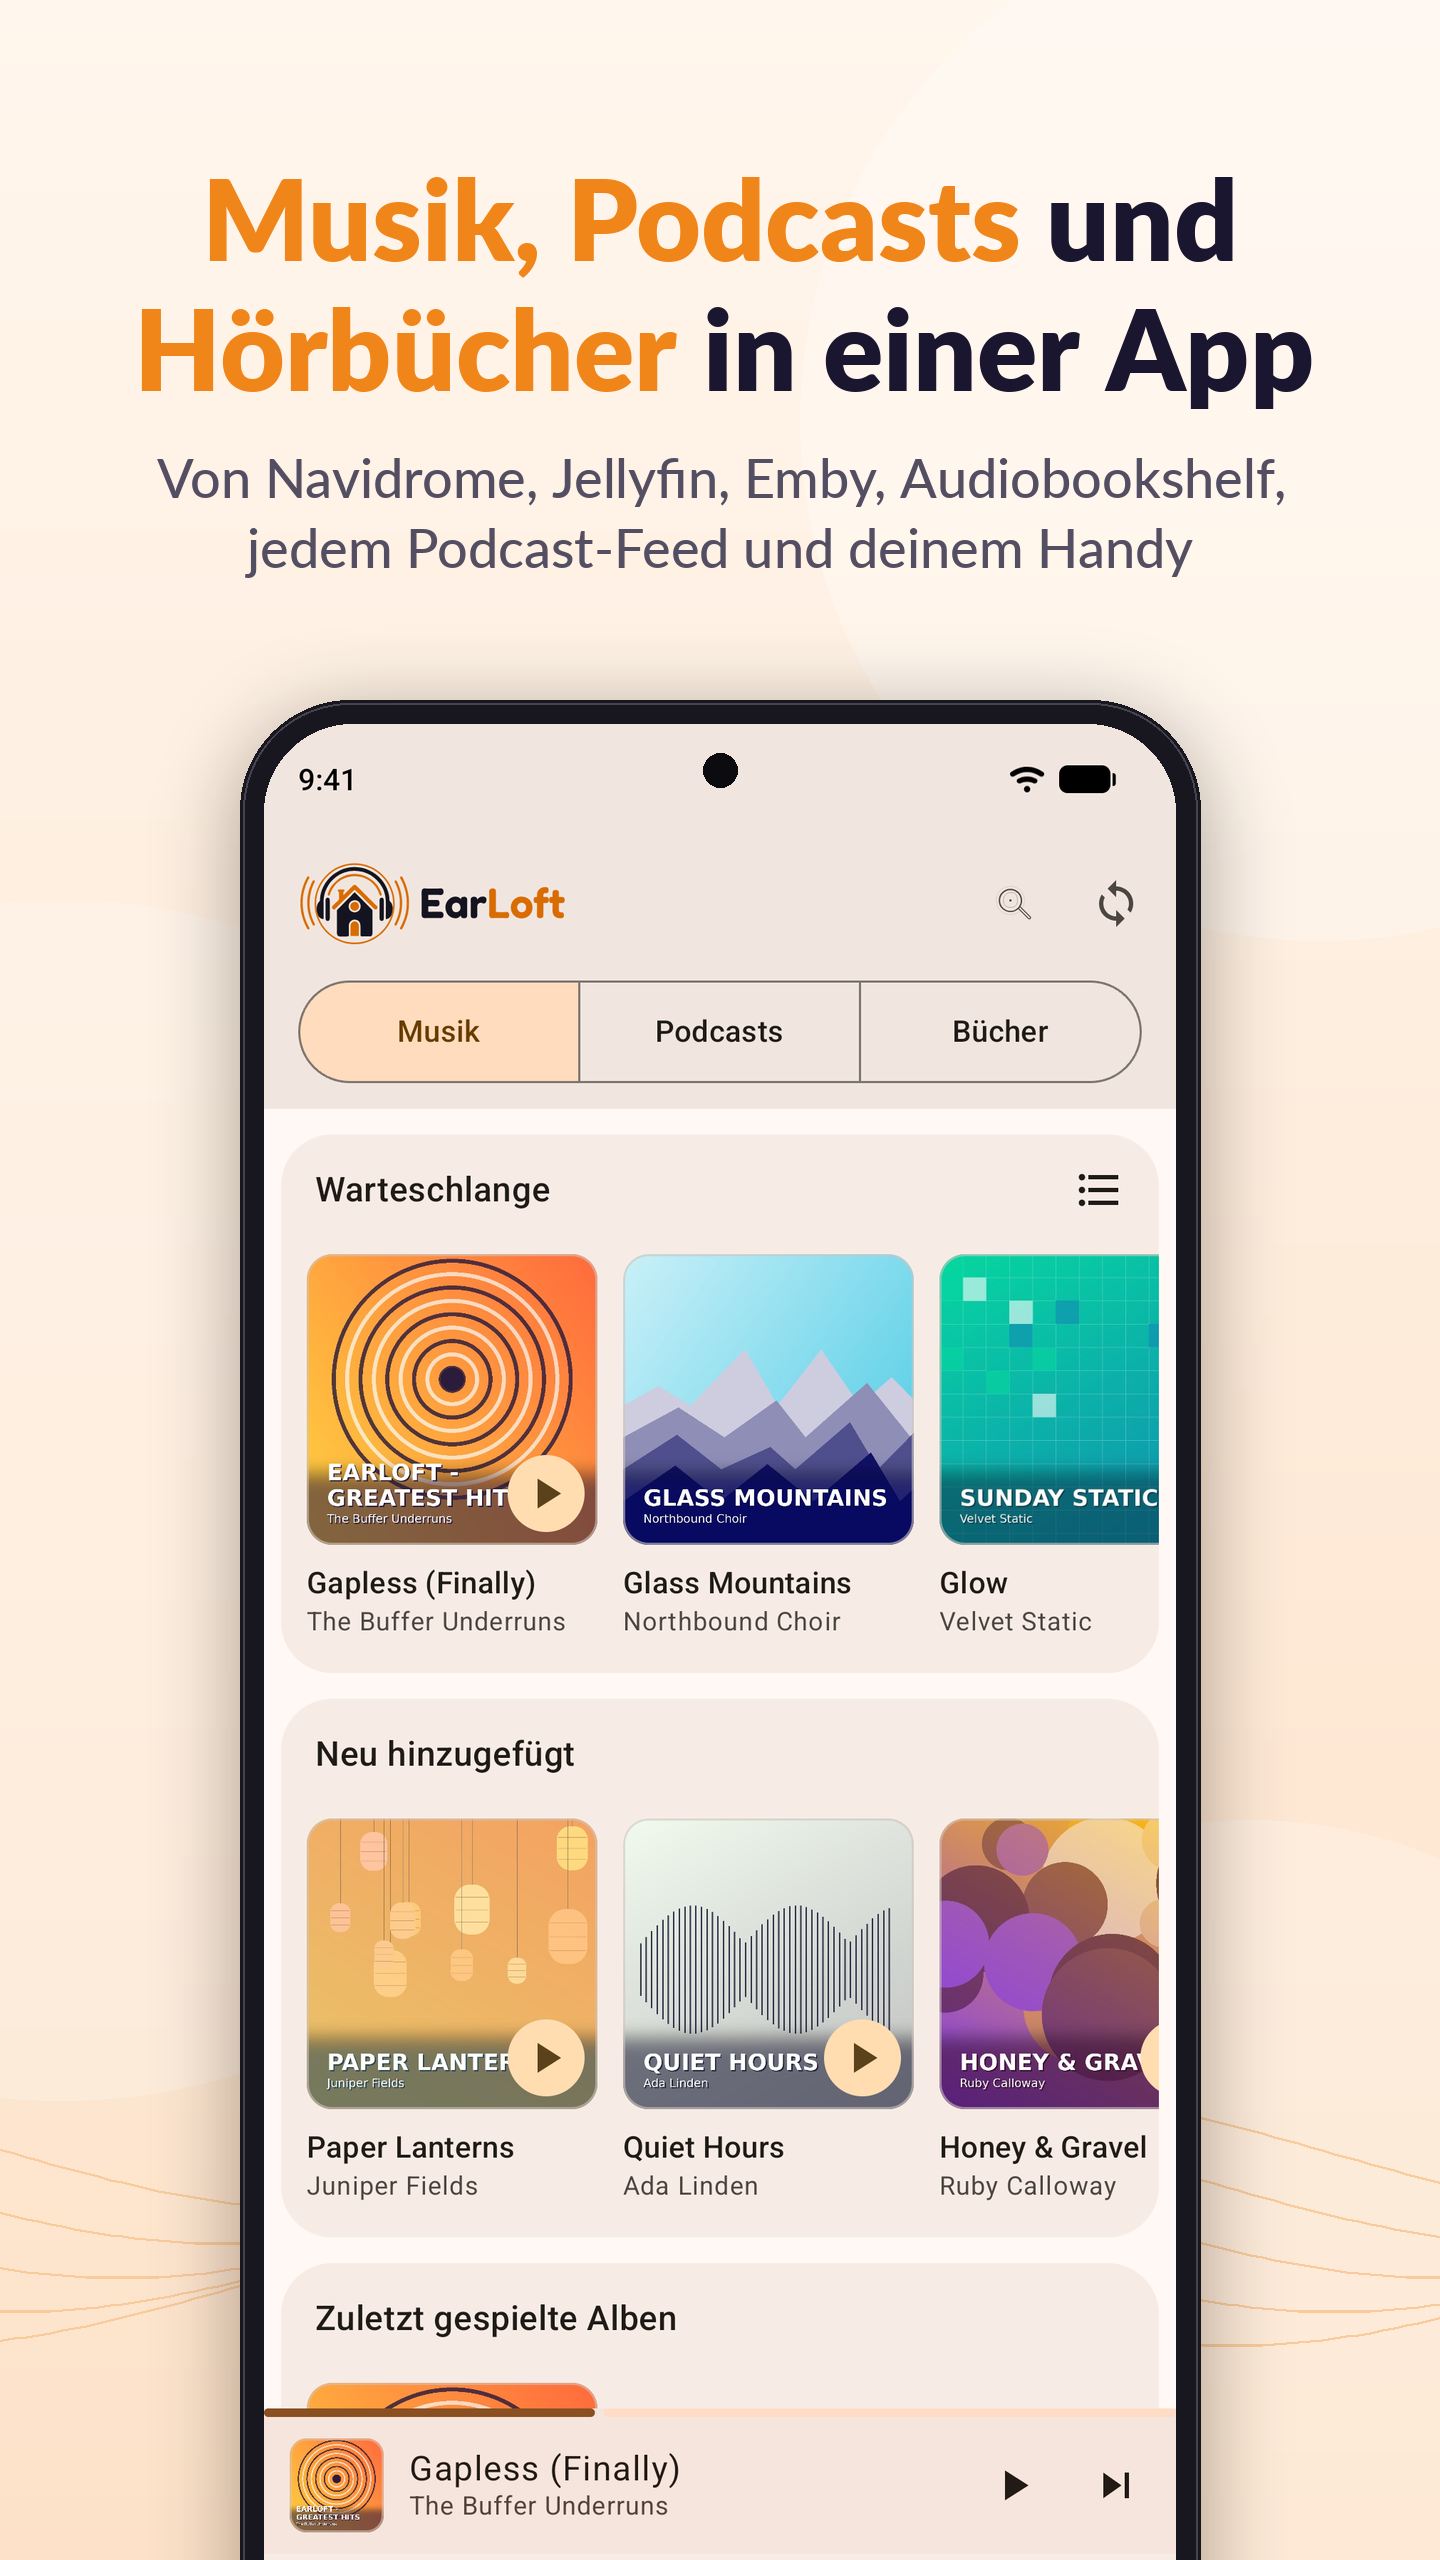 Musik, Podcasts und
Hörbücher in einer App
Von Navidrome, Jellyfin, Emby, Audiobookshelf,
jedem Podcast-Feed und deinem Handy
9:41
EarLoft
Musik
Podcasts
Bücher
Warteschlange
EARLOFT -
GREATEST HIT
The Buffer Underruns
GLASS MOUNTAINS
Northbound Choir
SUNDAY STATIC
Velvet Static
Gapless (Finally)
The Buffer Underruns
Glass Mountains
Northbound Choir
Glow
Velvet Static
Neu hinzugefügt
PAPER LANTER
Juniper Fields
QUIET HOURS
Ada Linden
HONEY & GRAV
Ruby Calloway
Paper Lanterns
Juniper Fields
Quiet Hours
Ada Linden
Honey & Gravel
Ruby Calloway
Zuletzt gespielte Alben
EARLOFT -
GREATEST HITS
Gapless (Finally)
The Buffer Underruns